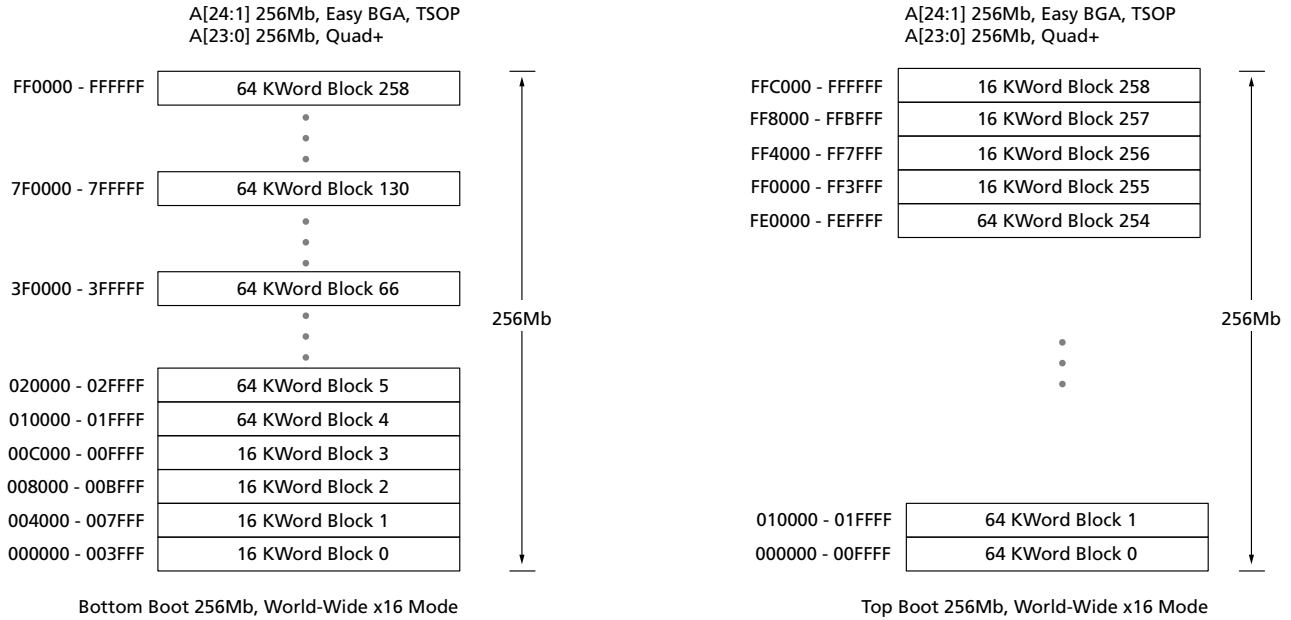 A[24:1] 256Mb, Easy BGA, TSOP
A[23:0] 256Mb, Quad+
FF0000 - FFFFFF 64 KWord Block 258
7F0000 - 7FFFFF 64 KWord Block 130
3F0000 - 3FFFFF 64 KWord Block 66
256Mb
020000 - 02FFFF 64 KWord Block 5
010000 - 01FFFF 64 KWord Block 4
00C000 - 00FFFF 16 KWord Block 3
008000 - 00BFFF 16 KWord Block 2
004000 - 007FFF 16 KWord Block 1
000000 - 003FFF 16 KWord Block 0
Bottom Boot 256Mb, World-Wide x16 Mode
A[24:1] 256Mb, Easy BGA, TSOP
A[23:0] 256Mb, Quad+
FFC000 - FFFFFF 16 KWord Block 258
FF8000 - FFBFFF 16 KWord Block 257
FF4000 - FF7FFF 16 KWord Block 256
FF0000 - FF3FFF 16 KWord Block 255
FE0000 - FEFFFF 64 KWord Block 254
256Mb
010000 - 01FFFF 64 KWord Block 1
000000 - 00FFFF 64 KWord Block 0
Top Boot 256Mb, World-Wide x16 Mode